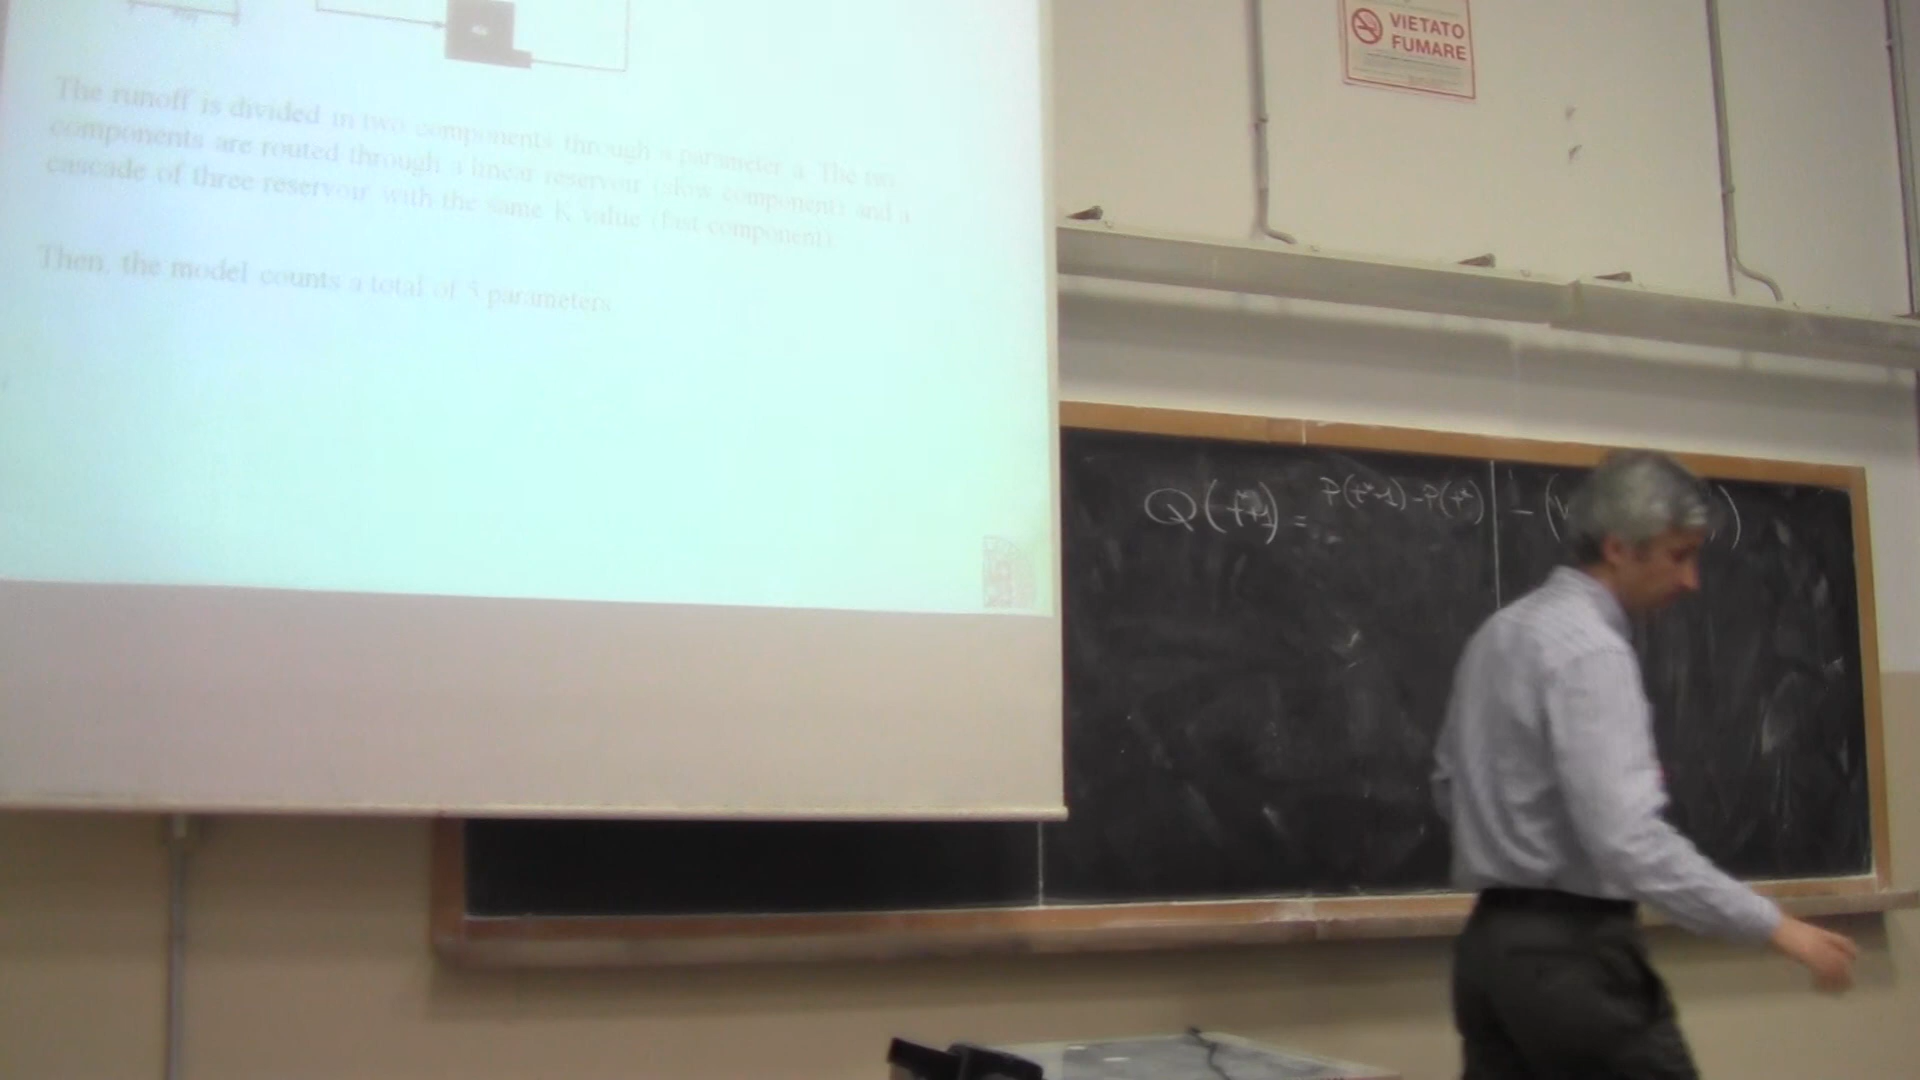 The runoff is divided in two components through a parameter a. The two
components are routed through a linear reservoir (slow component) and a
cascade of three reservoir with the same K value (fast component).
Then, the model counts a total of 5 parameters
VIETATO
FUMARE
Q(t*+1) = P(t*-1) - P(t*) - (
)